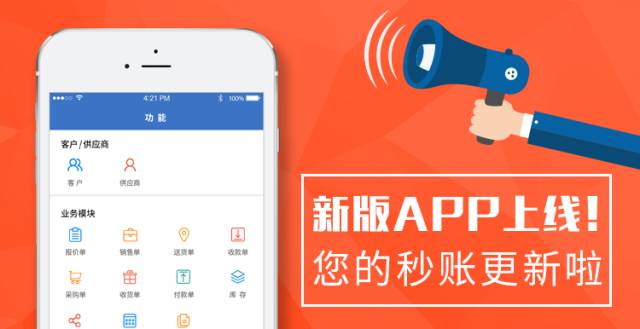 4:21 PM
100%
功能
客户/供应商
客户
供应商
业务模块
报价单
销售单
送货单
收款单
采购单
收货单
付款单
库存
新版APP上线!
您的秒账更新啦